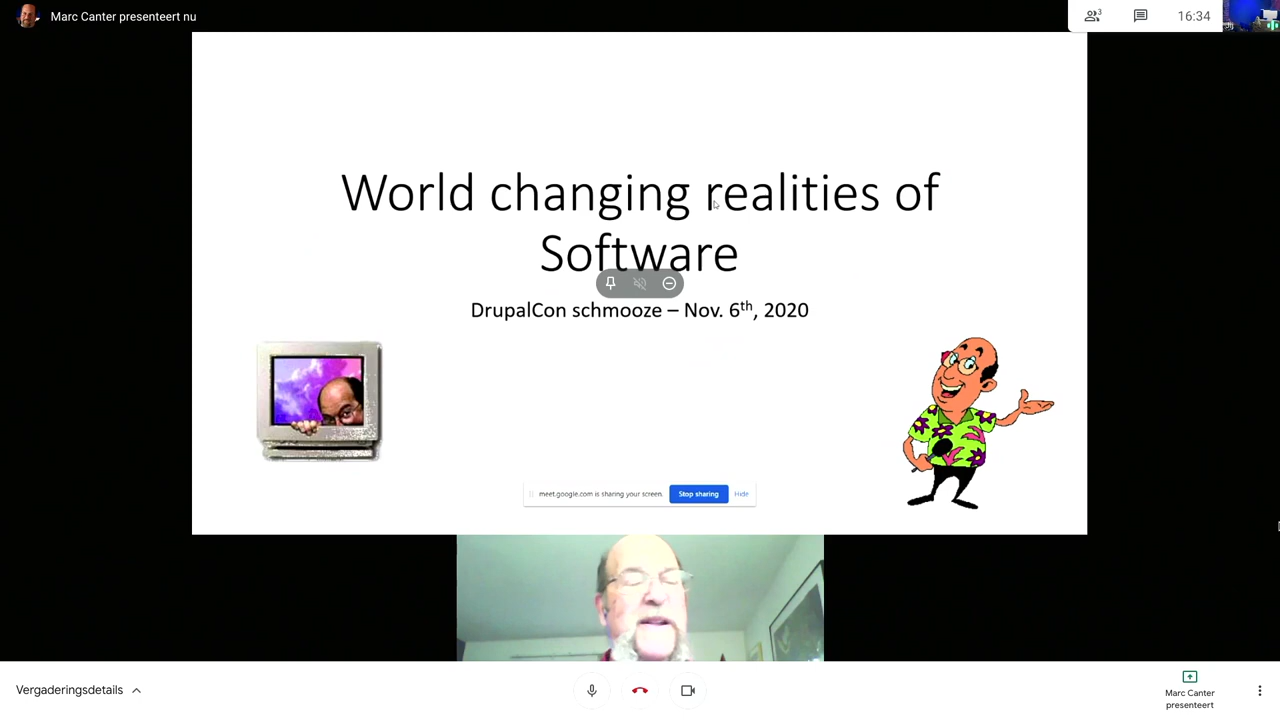 Marc Canter presenteert nu
3
16:34
World changing realities of
Software
DrupalCon schmooze – Nov. 6th, 2020
meet.google.com is sharing your screen.
Stop sharing
Hide
Vergaderingsdetails
Marc Canter
presenteert